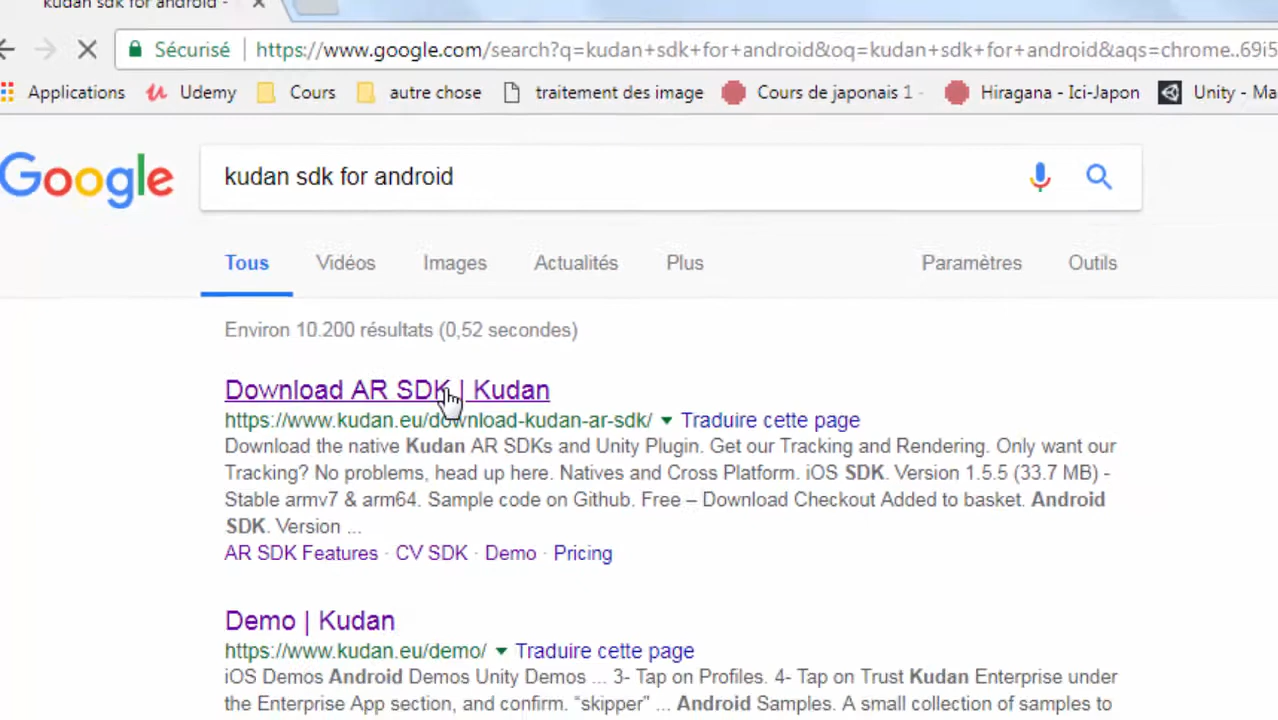 kudan sdk for android -
Sécurisé https://www.google.com/search?q=kudan+sdk+for+android&oq=kudan+sdk+for+android&aqs=chrome..69i5
Applications Udemy Cours autre chose traitement des image Cours de japonais 1 - Hiragana - Ici-Japon Unity - Ma
Google kudan sdk for android
Tous Vidéos Images Actualités Plus Paramètres Outils
Environ 10.200 résultats (0,52 secondes)
Download AR SDK | Kudan
https://www.kudan.eu/download-kudan-ar-sdk/ Traduire cette page
Download the native Kudan AR SDKs and Unity Plugin. Get our Tracking and Rendering. Only want our
Tracking? No problems, head up here. Natives and Cross Platform. iOS SDK. Version 1.5.5 (33.7 MB) -
Stable armv7 & arm64. Sample code on Github. Free – Download Checkout Added to basket. Android
SDK. Version ...
AR SDK Features · CV SDK · Demo · Pricing
Demo | Kudan
https://www.kudan.eu/demo/ Traduire cette page
iOS Demos Android Demos Unity Demos ... 3- Tap on Profiles. 4- Tap on Trust Kudan Enterprise under
the Enterprise App section, and confirm. “skipper” ... Android Samples. A small collection of samples to